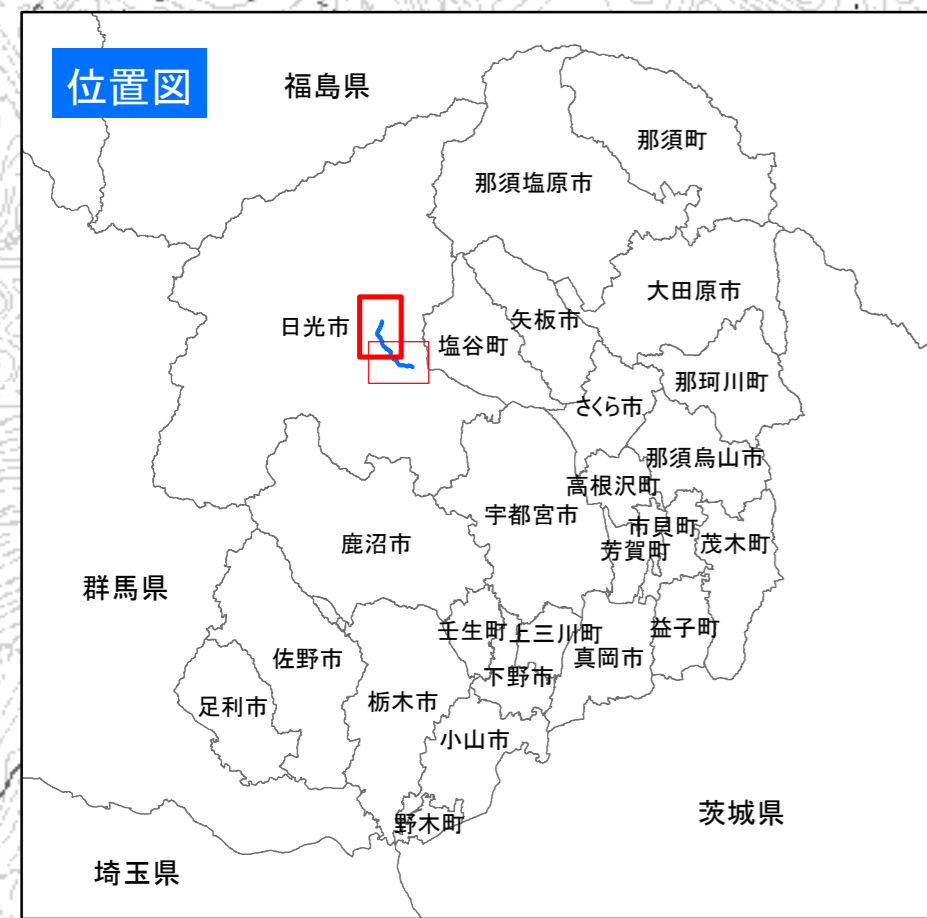 位置図
福島県
那須町
那須塩原市
大田原市
日光市
矢板市
塩谷町
那珂川町
さくら市
那須烏山市
高根沢町
宇都宮市
市貝町
鹿沼市
芳賀町
茂木町
群馬県
壬生町
上三川町
益子町
佐野市
真岡市
下野市
栃木市
足利市
小山市
茨城県
野木町
埼玉県